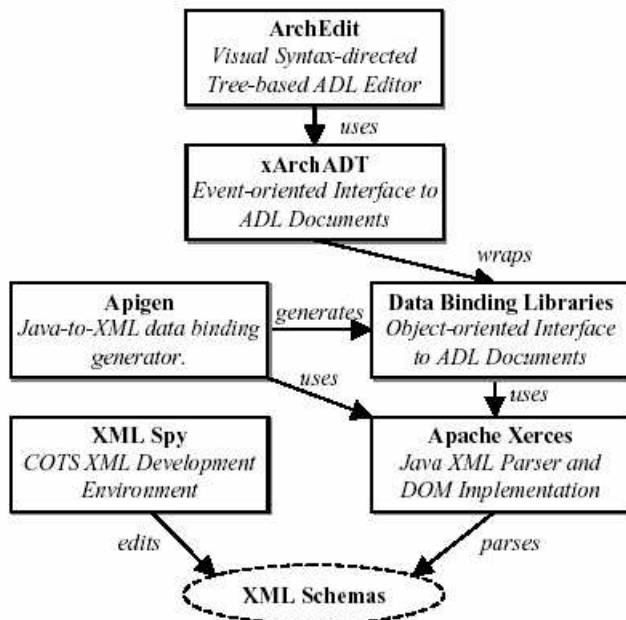 ArchEdit
Visual Syntax-directed
Tree-based ADL Editor
uses
xArchADT
Event-oriented Interface to
ADL Documents
wraps
Apigen
Java-to-XML data binding
generator.
generates
Data Binding Libraries
Object-oriented Interface
to ADL Documents
uses
uses
XML Spy
COTS XML Development
Environment
Apache Xerces
Java XML Parser and
DOM Implementation
edits
parses
XML Schemas